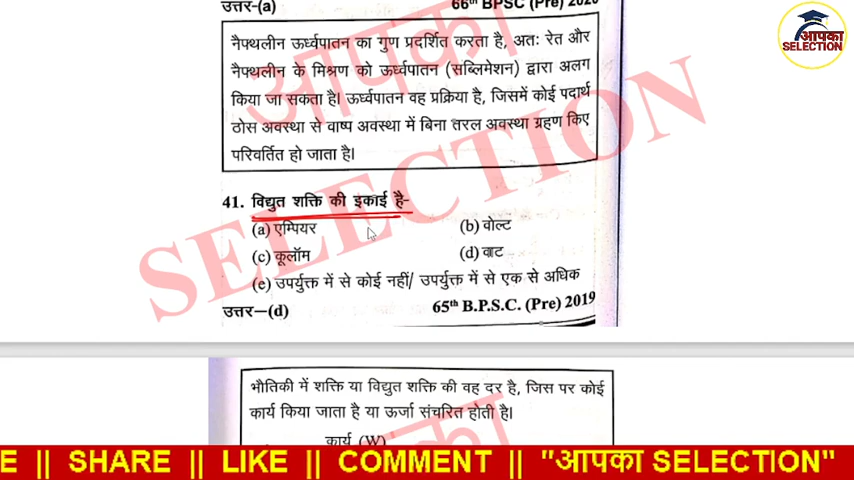 उत्तर-(a)
66th BPSC (Pre) 2020
आपका
SELECTION
नैफ्थलीन ऊर्ध्वपातन का गुण प्रदर्शित करता है, अतः रेत और
नैफ्थलीन के मिश्रण को ऊर्ध्वपातन (सब्लिमेशन) द्वारा अलग
किया जा सकता है। ऊर्ध्वपातन वह प्रक्रिया है, जिसमें कोई पदार्थ
ठोस अवस्था से वाष्प अवस्था में बिना तरल अवस्था ग्रहण किए
परिवर्तित हो जाता है।
आपका
SELECTION
41. विद्युत शक्ति की इकाई है-
(a) एम्पियर
(b) वोल्ट
(c) कूलॉम
(d) वाट
(e) उपर्युक्त में से कोई नहीं/ उपर्युक्त में से एक से अधिक
उत्तर–(d)
65th B.P.S.C. (Pre) 2019
भौतिकी में शक्ति या विद्युत शक्ति की वह दर है, जिस पर कोई
कार्य किया जाता है या ऊर्जा संचरित होती है।
कार्य (W)
आपका
E || SHARE || LIKE || COMMENT || "आपका SELECTION"